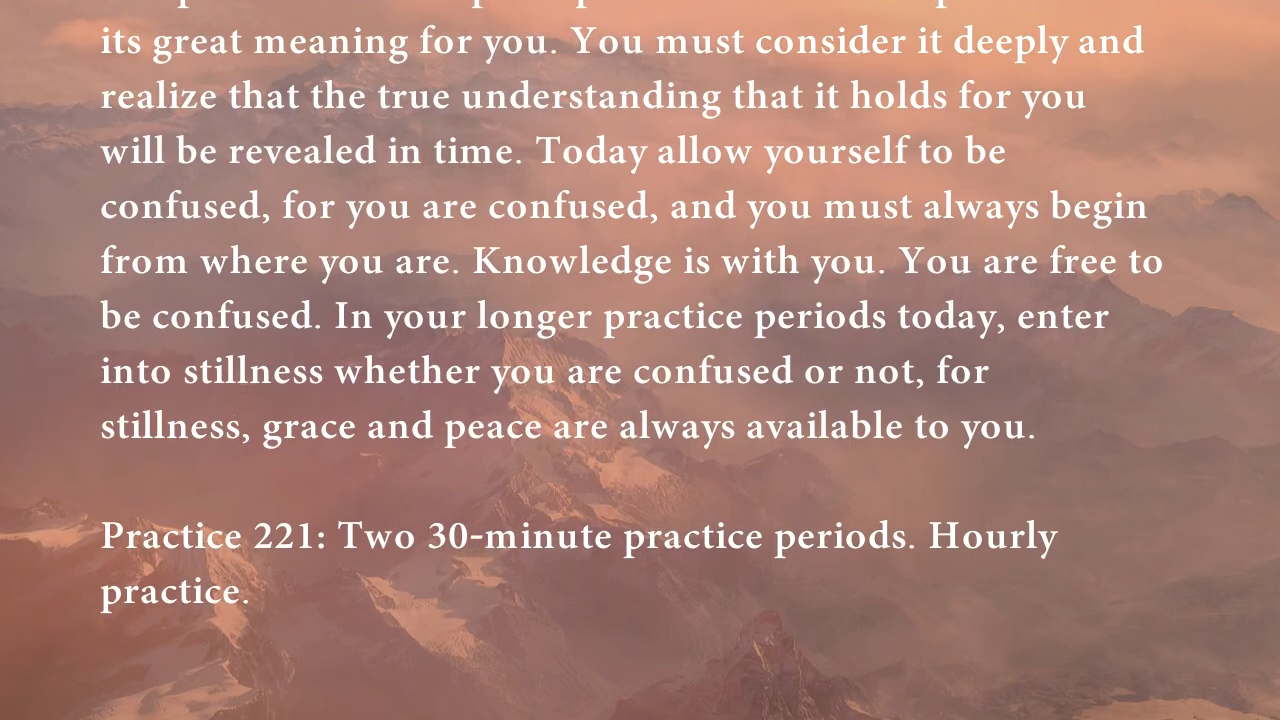 its great meaning for you. You must consider it deeply and
realize that the true understanding that it holds for you
will be revealed in time. Today allow yourself to be
confused, for you are confused, and you must always begin
from where you are. Knowledge is with you. You are free to
be confused. In your longer practice periods today, enter
into stillness whether you are confused or not, for
stillness, grace and peace are always available to you.
Practice 221: Two 30-minute practice periods. Hourly
practice.